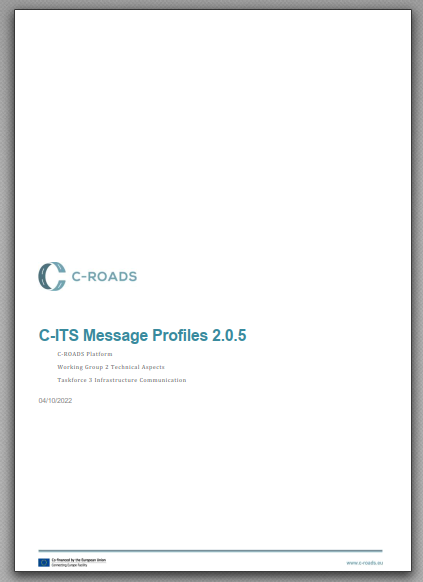 C-ROADS
C-ITS Message Profiles 2.0.5
C-ROADS Platform
Working Group 2 Technical Aspects
Taskforce 3 Infrastructure Communication
04/10/2022
Co-financed by the European Union
Connecting Europe Facility
www.c-roads.eu